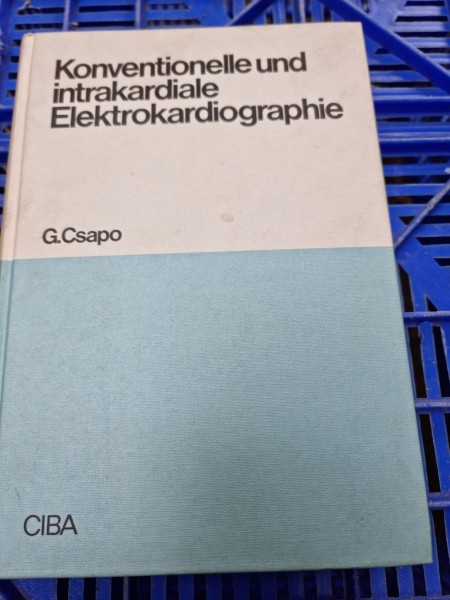 Konventionelle und
intrakardiale
Elektrokardiographie
G.Csapo
CIBA